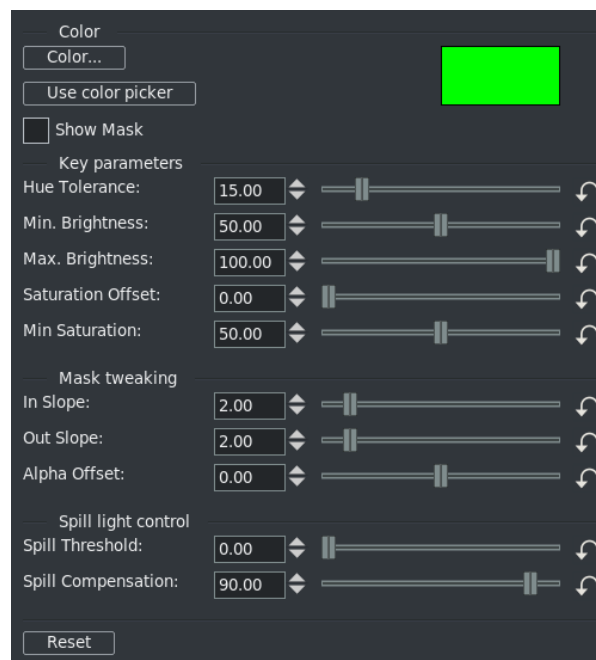 Color
Color...
Use color picker
Show Mask
Key parameters
Hue Tolerance: 15.00
Min. Brightness: 50.00
Max. Brightness: 100.00
Saturation Offset: 0.00
Min Saturation: 50.00
Mask tweaking
In Slope: 2.00
Out Slope: 2.00
Alpha Offset: 0.00
Spill light control
Spill Threshold: 0.00
Spill Compensation: 90.00
Reset